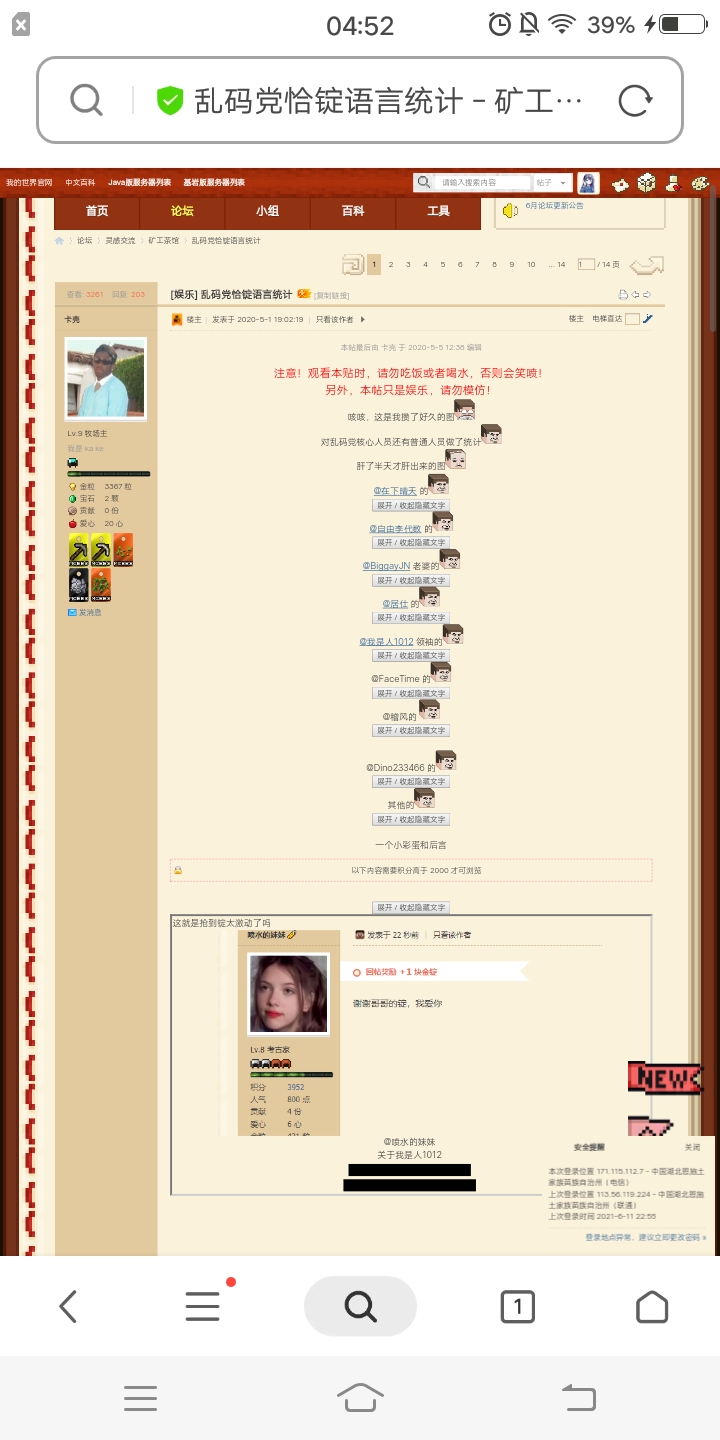 04:52
39%
乱码党恰锭语言统计 - 矿工···
我的世界官网 中文百科 Java版服务器列表 基岩版服务器列表
请输入搜索内容 帖子
首页 论坛 小组 百科 工具
6月论坛更新公告
论坛 灵感交流 矿工茶馆 乱码党恰锭语言统计
1 2 3 4 5 6 7 8 9 10 ... 14 1 / 14 页
查看: 3261 回复: 203
[娱乐] 乱码党恰锭语言统计 [复制链接]
卡壳
楼主 发表于 2020-5-1 19:02:19 只看该作者
楼主 电梯直达
本帖最后由 卡壳 于 2020-5-5 12:38 编辑
注意！观看本贴时，请勿吃饭或者喝水，否则会笑喷！
另外，本帖只是娱乐，请勿模仿！
咳咳，这是我攒了好久的图
对乱码党核心人员还有普通人员做了统计
肝了半天才肝出来的图
Lv.9 牧场主
我是 ka ke
金粒 3367 粒
宝石 2 颗
贡献 0 份
爱心 20 心
发消息
@在下晴天 的
展开 / 收起隐藏文字
@自由李代数 的
展开 / 收起隐藏文字
@BiggayJN 老婆的
展开 / 收起隐藏文字
@居仕 的
展开 / 收起隐藏文字
@我是人1012 领袖的
展开 / 收起隐藏文字
@FaceTime 的
展开 / 收起隐藏文字
@暗风的
展开 / 收起隐藏文字
@Dino233466 的
展开 / 收起隐藏文字
其他的
展开 / 收起隐藏文字
一个小彩蛋和后言
以下内容需要积分高于 2000 才可浏览
展开 / 收起隐藏文字
这就是抢到锭太激动了吗
喷水的妹妹
发表于 22 秒前 只看该作者
回帖奖励 +1 块金锭
谢谢哥哥的锭，我爱你
Lv.8 考古家
积分 3952
人气 800 点
贡献 4 份
爱心 6 心
@喷水的妹妹
关于我是人1012
NEW
安全提醒 关闭
本次登录位置 171.115.112.7 - 中国湖北恩施土
家族苗族自治州（电信）
上次登录位置 113.56.119.224 - 中国湖北恩施
土家族苗族自治州（联通）
上次登录时间 2021-6-11 22:55
登录地点异常，建议立即更改密码 »
1